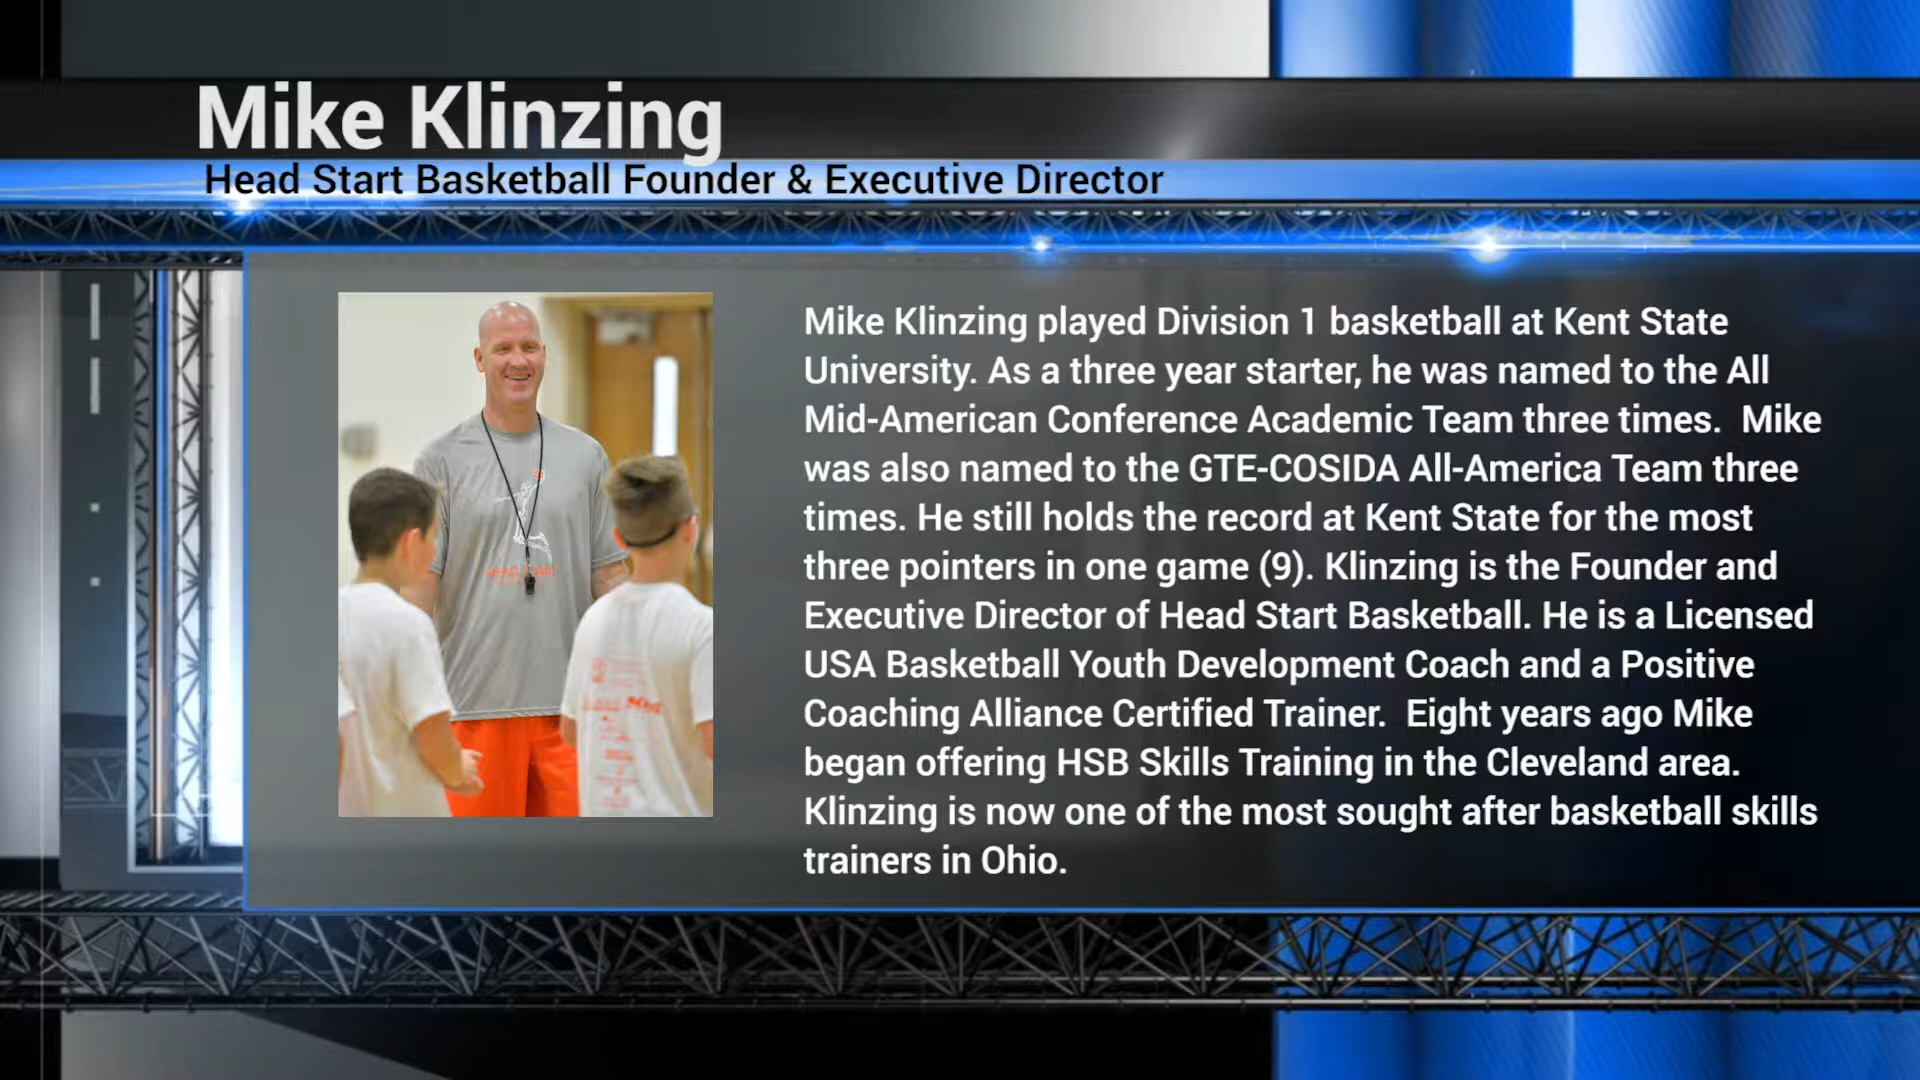 Mike Klinzing
Head Start Basketball Founder & Executive Director
Mike Klinzing played Division 1 basketball at Kent State
University. As a three year starter, he was named to the All
Mid-American Conference Academic Team three times.  Mike
was also named to the GTE-COSIDA All-America Team three
times. He still holds the record at Kent State for the most
three pointers in one game (9). Klinzing is the Founder and
Executive Director of Head Start Basketball. He is a Licensed
USA Basketball Youth Development Coach and a Positive
Coaching Alliance Certified Trainer.  Eight years ago Mike
began offering HSB Skills Training in the Cleveland area.
Klinzing is now one of the most sought after basketball skills
trainers in Ohio.